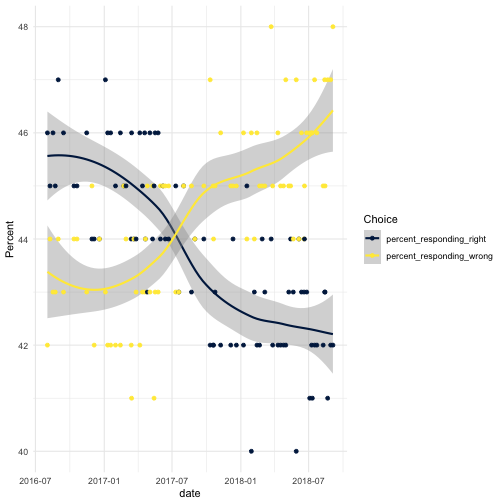 48
46
44
42
40
Percent
2016-07
2017-01
2017-07
2018-01
2018-07
date
Choice
percent_responding_right
percent_responding_wrong